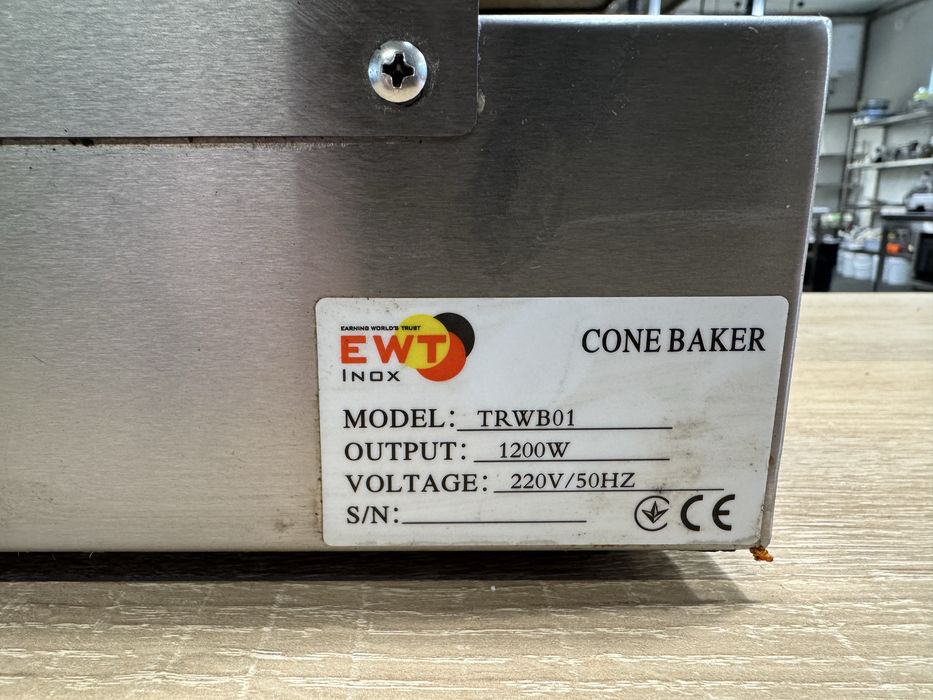 EARNING WORLD'S TRUST
EWT
INOX
CONE BAKER
MODEL: TRWB01
OUTPUT: 1200W
VOLTAGE: 220V/50HZ
S/N:
CE